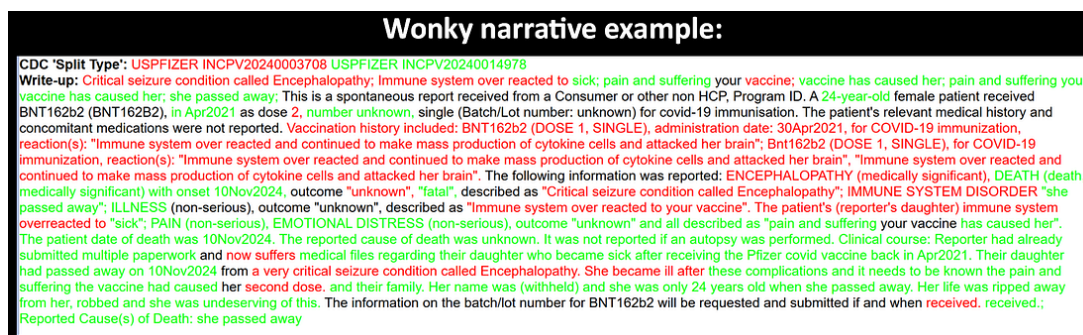 Wonky narrative example:
CDC 'Split Type': USPFIZER INCPV20240003708 USPFIZER INCPV20240014978
Write-up: Critical seizure condition called Encephalopathy; Immune system over reacted to sick; pain and suffering your vaccine; vaccine has caused her; pain and suffering you
vaccine has caused her; she passed away; This is a spontaneous report received from a Consumer or other non HCP, Program ID. A 24-year-old female patient received
BNT162b2 (BNT162B2), in Apr2021 as dose 2, number unknown, single (Batch/Lot number: unknown) for covid-19 immunisation. The patient's relevant medical history and
concomitant medications were not reported. Vaccination history included: BNT162b2 (DOSE 1, SINGLE), administration date: 30Apr2021, for COVID-19 immunization,
reaction(s): "Immune system over reacted and continued to make mass production of cytokine cells and attacked her brain"; Bnt162b2 (DOSE 1, SINGLE), for COVID-19
immunization, reaction(s): "Immune system over reacted and continued to make mass production of cytokine cells and attacked her brain", "Immune system over reacted and
continued to make mass production of cytokine cells and attacked her brain". The following information was reported: ENCEPHALOPATHY (medically significant), DEATH (death
medically significant) with onset 10Nov2024, outcome "unknown", "fatal", described as "Critical seizure condition called Encephalopathy"; IMMUNE SYSTEM DISORDER "she
passed away"; ILLNESS (non-serious), outcome "unknown", described as "Immune system over reacted to your vaccine". The patient's (reporter's daughter) immune system
overreacted to "sick"; PAIN (non-serious), EMOTIONAL DISTRESS (non-serious), outcome "unknown" and all described as "pain and suffering your vaccine has caused her".
The patient date of death was 10Nov2024. The reported cause of death was unknown. It was not reported if an autopsy was performed. Clinical course: Reporter had already
submitted multiple paperwork and now suffers medical files regarding their daughter who became sick after receiving the Pfizer covid vaccine back in Apr2021. Their daughter
had passed away on 10Nov2024 from a very critical seizure condition called Encephalopathy. She became ill after these complications and it needs to be known the pain and
suffering the vaccine had caused her second dose. and their family. Her name was (withheld) and she was only 24 years old when she passed away. Her life was ripped away
from her, robbed and she was undeserving of this. The information on the batch/lot number for BNT162b2 will be requested and submitted if and when received. received.;
Reported Cause(s) of Death: she passed away